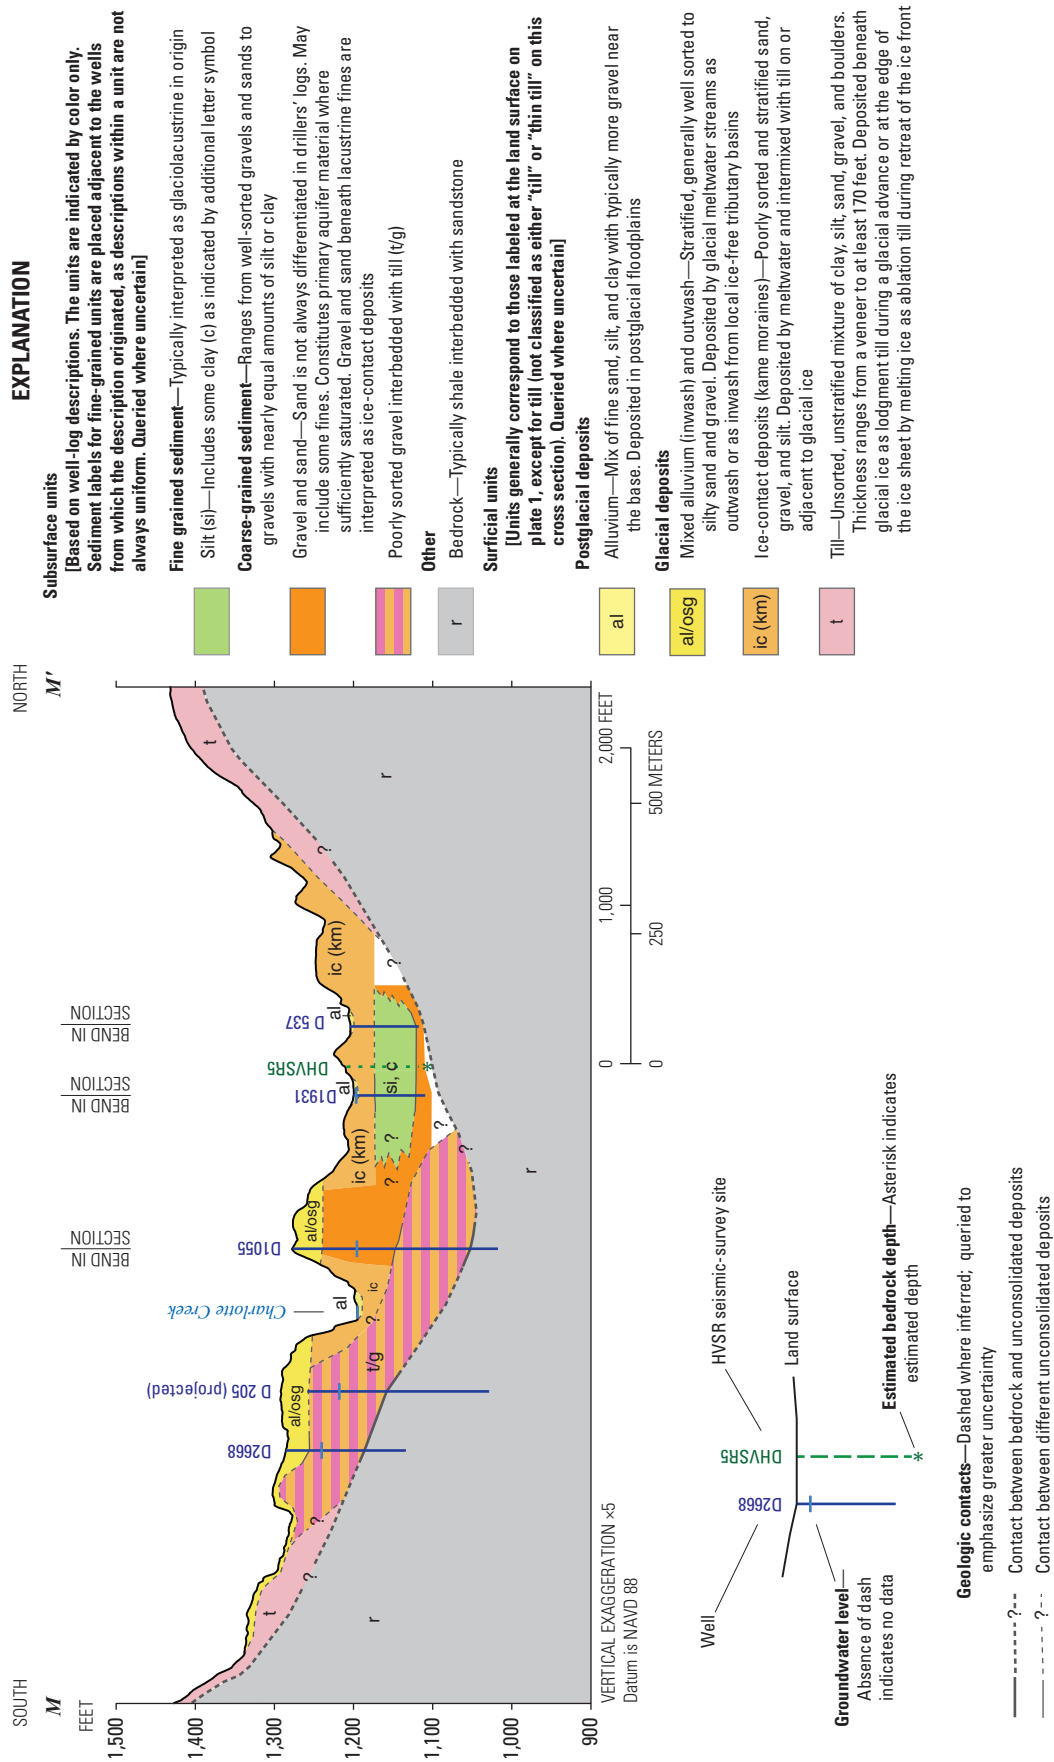 SOUTH
M
FEET
1,500
1,400
1,300
1,200
1,100
1,000
900
NORTH
M'
BEND IN
SECTION
BEND IN
SECTION
BEND IN
SECTION
D2668
D 205 (projected)
Charlotte Creek
D1055
D1931
DHVSR5
D 537
t
?
?
r
al/osg
t/g
?
al
ic
al/osg
ic (km)
?
?
al
si, c
al
ic (km)
?
?
?
?
t
r
r
VERTICAL EXAGGERATION ×5
Datum is NAVD 88
0
1,000
2,000 FEET
0
250
500 METERS
Well
D2668
DHVSR5
HVSR seismic-survey site
Land surface
Groundwater level—
Absence of dash
indicates no data
Estimated bedrock depth—Asterisk indicates
estimated depth
*
Geologic contacts—Dashed where inferred; queried to
emphasize greater uncertainty
? Contact between bedrock and unconsolidated deposits
? Contact between different unconsolidated deposits
EXPLANATION
Subsurface units
[Based on well-log descriptions. The units are indicated by color only.
Sediment labels for fine-grained units are placed adjacent to the wells
from which the description originated, as descriptions within a unit are not
always uniform. Queried where uncertain]
Fine grained sediment—Typically interpreted as glaciolacustrine in origin
Silt (si)—Includes some clay (c) as indicated by additional letter symbol
Coarse-grained sediment—Ranges from well-sorted gravels and sands to
gravels with nearly equal amounts of silt or clay
Gravel and sand—Sand is not always differentiated in drillers' logs. May
include some fines. Constitutes primary aquifer material where
sufficiently saturated. Gravel and sand beneath lacustrine fines are
interpreted as ice-contact deposits
Poorly sorted gravel interbedded with till (t/g)
Other
r
Bedrock—Typically shale interbedded with sandstone
Surficial units
[Units generally correspond to those labeled at the land surface on
plate 1, except for till (not classified as either "till" or "thin till" on this
cross section). Queried where uncertain]
Postglacial deposits
al
Alluvium—Mix of fine sand, silt, and clay with typically more gravel near
the base. Deposited in postglacial floodplains
Glacial deposits
al/osg
Mixed alluvium (inwash) and outwash—Stratified, generally well sorted to
silty sand and gravel. Deposited by glacial meltwater streams as
outwash or as inwash from local ice-free tributary basins
ic (km)
Ice-contact deposits (kame moraines)—Poorly sorted and stratified sand,
gravel, and silt. Deposited by meltwater and intermixed with till on or
adjacent to glacial ice
t
Till—Unsorted, unstratified mixture of clay, silt, sand, gravel, and boulders.
Thickness ranges from a veneer to at least 170 feet. Deposited beneath
glacial ice as lodgment till during a glacial advance or at the edge of
the ice sheet by melting ice as ablation till during retreat of the ice front